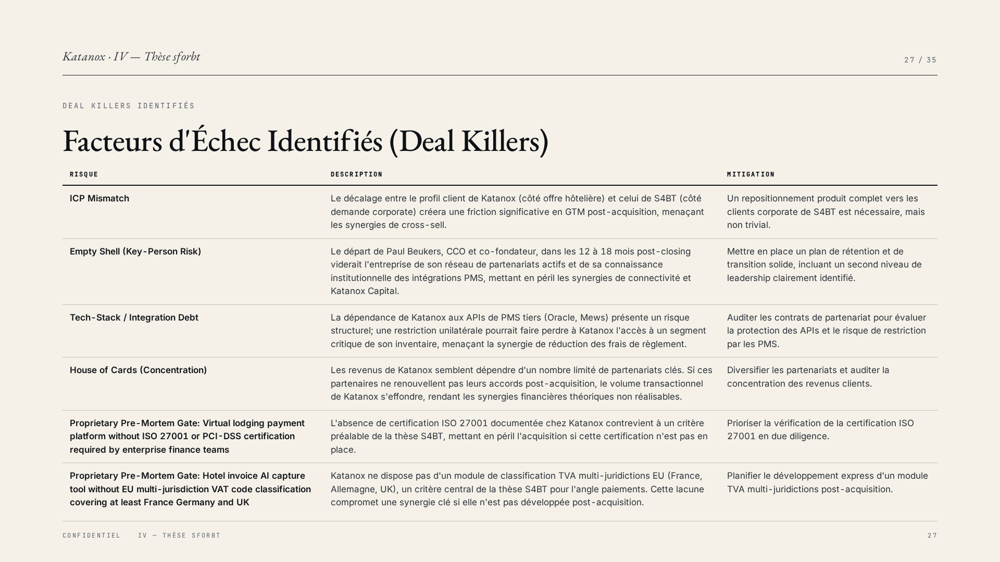 Katanox · IV — Thèse sforbt
27 / 35
DEAL KILLERS IDENTIFIÉS
Facteurs d'Échec Identifiés (Deal Killers)
RISQUE
DESCRIPTION
MITIGATION
ICP Mismatch
Le décalage entre le profil client de Katanox (côté offre hôtelière) et celui de S4BT (côté
demande corporate) créera une friction significative en GTM post-acquisition, menaçant
les synergies de cross-sell.
Un repositionnement produit complet vers les
clients corporate de S4BT est nécessaire, mais
non trivial.
Empty Shell (Key-Person Risk)
Le départ de Paul Beukers, CCO et co-fondateur, dans les 12 à 18 mois post-closing
viderait l'entreprise de son réseau de partenariats actifs et de sa connaissance
institutionnelle des intégrations PMS, mettant en péril les synergies de connectivité et
Katanox Capital.
Mettre en place un plan de rétention et de
transition solide, incluant un second niveau de
leadership clairement identifié.
Tech-Stack / Integration Debt
La dépendance de Katanox aux APIs de PMS tiers (Oracle, Mews) présente un risque
structurel; une restriction unilatérale pourrait faire perdre à Katanox l'accès à un segment
critique de son inventaire, menaçant la synergie de réduction des frais de règlement.
Auditer les contrats de partenariat pour évaluer
la protection des APIs et le risque de restriction
par les PMS.
House of Cards (Concentration)
Les revenus de Katanox semblent dépendre d'un nombre limité de partenariats clés. Si ces
partenaires ne renouvellent pas leurs accords post-acquisition, le volume transactionnel
de Katanox s'effondre, rendant les synergies financières théoriques non réalisables.
Diversifier les partenariats et auditer la
concentration des revenus clients.
Proprietary Pre-Mortem Gate: Virtual lodging payment
platform without ISO 27001 or PCI-DSS certification
required by enterprise finance teams
L'absence de certification ISO 27001 documentée chez Katanox contrevient à un critère
préalable de la thèse S4BT, mettant en péril l'acquisition si cette certification n'est pas en
place.
Prioriser la vérification de la certification ISO
27001 en due diligence.
Proprietary Pre-Mortem Gate: Hotel invoice AI capture
tool without EU multi-jurisdiction VAT code classification
covering at least France Germany and UK
Katanox ne dispose pas d'un module de classification TVA multi-juridictions EU (France,
Allemagne, UK), un critère central de la thèse S4BT pour l'angle paiements. Cette lacune
compromet une synergie clé si elle n'est pas développée post-acquisition.
Planifier le développement express d'un module
TVA multi-juridictions post-acquisition.
CONFIDENTIEL IV — THÈSE SFORBT
27